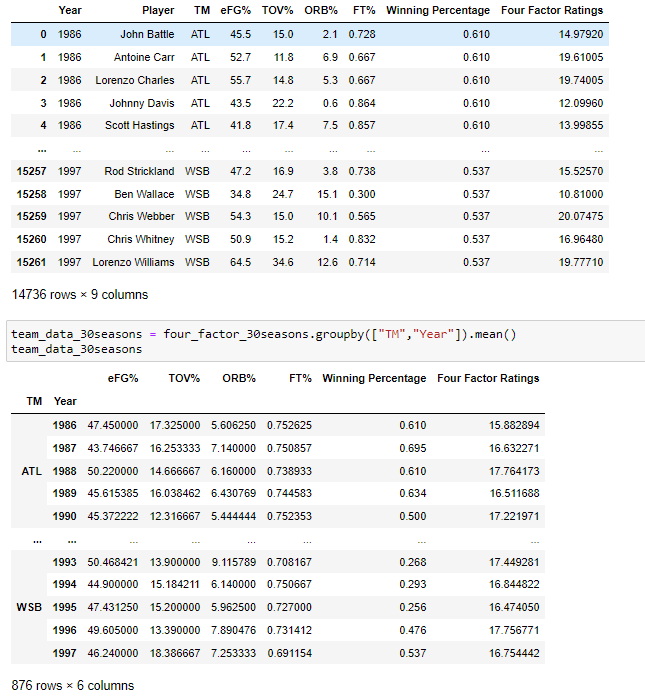 Year Player TM eFG% TOV% ORB% FT% Winning Percentage Four Factor Ratings
0 1986 John Battle ATL 45.5 15.0 2.1 0.728 0.610 14.97920
1 1986 Antoine Carr ATL 52.7 11.8 6.9 0.667 0.610 19.61005
2 1986 Lorenzo Charles ATL 55.7 14.8 5.3 0.667 0.610 19.74005
3 1986 Johnny Davis ATL 43.5 22.2 0.6 0.864 0.610 12.09960
4 1986 Scott Hastings ATL 41.8 17.4 7.5 0.857 0.610 13.99855
... ... ... ... ... ... ... ... ... ...
15257 1997 Rod Strickland WSB 47.2 16.9 3.8 0.738 0.537 15.52570
15258 1997 Ben Wallace WSB 34.8 24.7 15.1 0.300 0.537 10.81000
15259 1997 Chris Webber WSB 54.3 15.0 10.1 0.565 0.537 20.07475
15260 1997 Chris Whitney WSB 50.9 15.2 1.4 0.832 0.537 16.96480
15261 1997 Lorenzo Williams WSB 64.5 34.6 12.6 0.714 0.537 19.77710
14736 rows × 9 columns
team_data_30seasons = four_factor_30seasons.groupby(["TM","Year"]).mean()
team_data_30seasons
eFG% TOV% ORB% FT% Winning Percentage Four Factor Ratings
TM Year
1986 47.450000 17.325000 5.606250 0.752625 0.610 15.882894
1987 43.746667 16.253333 7.140000 0.750857 0.695 16.632271
ATL 1988 50.220000 14.666667 6.160000 0.738933 0.610 17.764173
1989 45.615385 16.038462 6.430769 0.744583 0.634 16.511688
1990 45.372222 12.316667 5.444444 0.752353 0.500 17.221971
... ... ... ... ... ... ... ...
1993 50.468421 13.900000 9.115789 0.708167 0.268 17.449281
1994 44.900000 15.184211 6.140000 0.750667 0.293 16.844822
WSB 1995 47.431250 15.200000 5.962500 0.727000 0.256 16.474050
1996 49.605000 13.390000 7.890476 0.731412 0.476 17.756771
1997 46.240000 18.386667 7.253333 0.691154 0.537 16.754442
876 rows × 6 columns